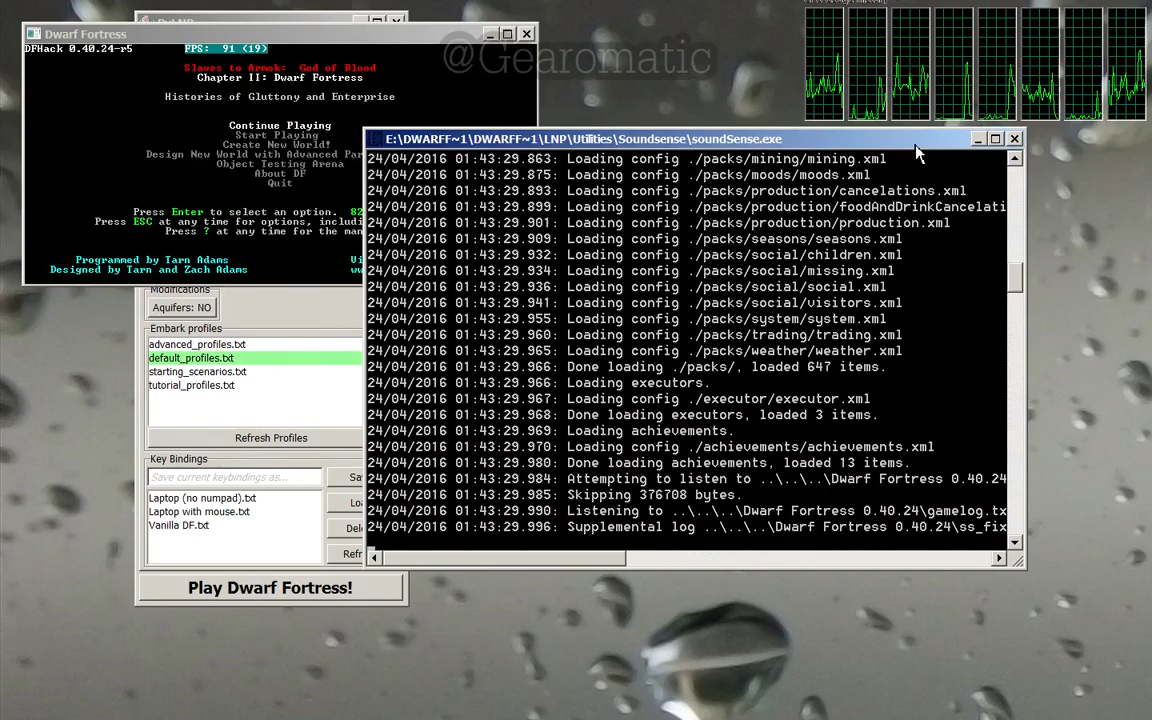 DFHack 0.40.24-r5
Dwarf Fortress
FPS: 91 (19)
Slaves to Armok: God of Blood
Chapter II: Dwarf Fortress
Histories of Gluttony and Enterprise
Continue Playing
Start Playing
Create New World!
Design New World with Advanced Par
Object Testing Arena
About DF
Quit
Press Enter to select an option. 82
Press ESC at any time for options, includi
Press ? at any time for the man
Programmed by Tarn Adams
Designed by Tarn and Zach Adams
@Gearomatic
E:\DWARFF~1\DWARFF~1\LNP\Utilities\Soundsense\soundSense.exe
24/04/2016 01:43:29.863: Loading config ./packs/mining/mining.xml
24/04/2016 01:43:29.875: Loading config ./packs/moods/moods.xml
24/04/2016 01:43:29.893: Loading config ./packs/production/cancelations.xml
24/04/2016 01:43:29.899: Loading config ./packs/production/foodAndDrinkCancelati
24/04/2016 01:43:29.901: Loading config ./packs/production/production.xml
24/04/2016 01:43:29.909: Loading config ./packs/seasons/seasons.xml
24/04/2016 01:43:29.932: Loading config ./packs/social/children.xml
24/04/2016 01:43:29.934: Loading config ./packs/social/missing.xml
24/04/2016 01:43:29.936: Loading config ./packs/social/social.xml
24/04/2016 01:43:29.941: Loading config ./packs/social/visitors.xml
24/04/2016 01:43:29.955: Loading config ./packs/system/system.xml
24/04/2016 01:43:29.960: Loading config ./packs/trading/trading.xml
24/04/2016 01:43:29.965: Loading config ./packs/weather/weather.xml
24/04/2016 01:43:29.966: Done loading ./packs/, loaded 647 items.
24/04/2016 01:43:29.966: Loading executors.
24/04/2016 01:43:29.967: Loading config ./executor/executor.xml
24/04/2016 01:43:29.968: Done loading executors, loaded 3 items.
24/04/2016 01:43:29.969: Loading achievements.
24/04/2016 01:43:29.970: Loading config ./achievements/achievements.xml
24/04/2016 01:43:29.980: Done loading achievements, loaded 13 items.
24/04/2016 01:43:29.984: Attempting to listen to ..\..\..\Dwarf Fortress 0.40.24
24/04/2016 01:43:29.985: Skipping 376708 bytes.
24/04/2016 01:43:29.990: Listening to ..\..\..\Dwarf Fortress 0.40.24\gamelog.tx
24/04/2016 01:43:29.996: Supplemental log ..\..\..\Dwarf Fortress 0.40.24\ss_fix
Modifications
Aquifers: NO
Embark profiles
advanced_profiles.txt
default_profiles.txt
starting_scenarios.txt
tutorial_profiles.txt
Refresh Profiles
Key Bindings
Save current keybindings as...
Sa
Laptop (no numpad).txt
Laptop with mouse.txt
Vanilla DF.txt
Loa
Dele
Refr
Play Dwarf Fortress!